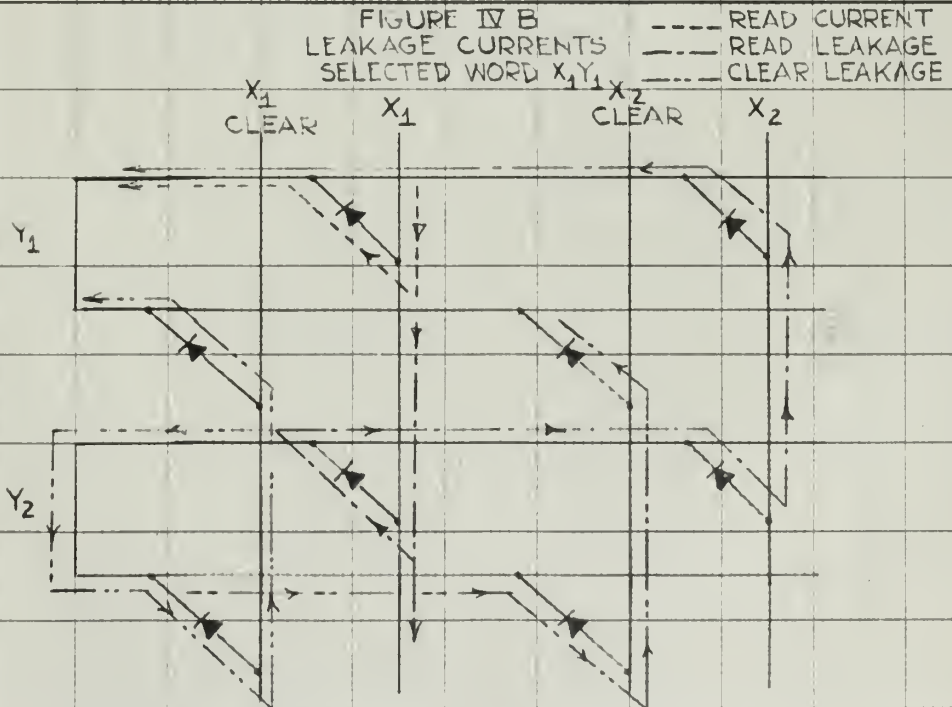 FIGURE IV B
LEAKAGE CURRENTS
SELECTED WORD X₁Y₁
READ CURRENT
READ LEAKAGE
CLEAR LEAKAGE
X₁
CLEAR
X₁
X₂
CLEAR
X₂
Y₁
Y₂